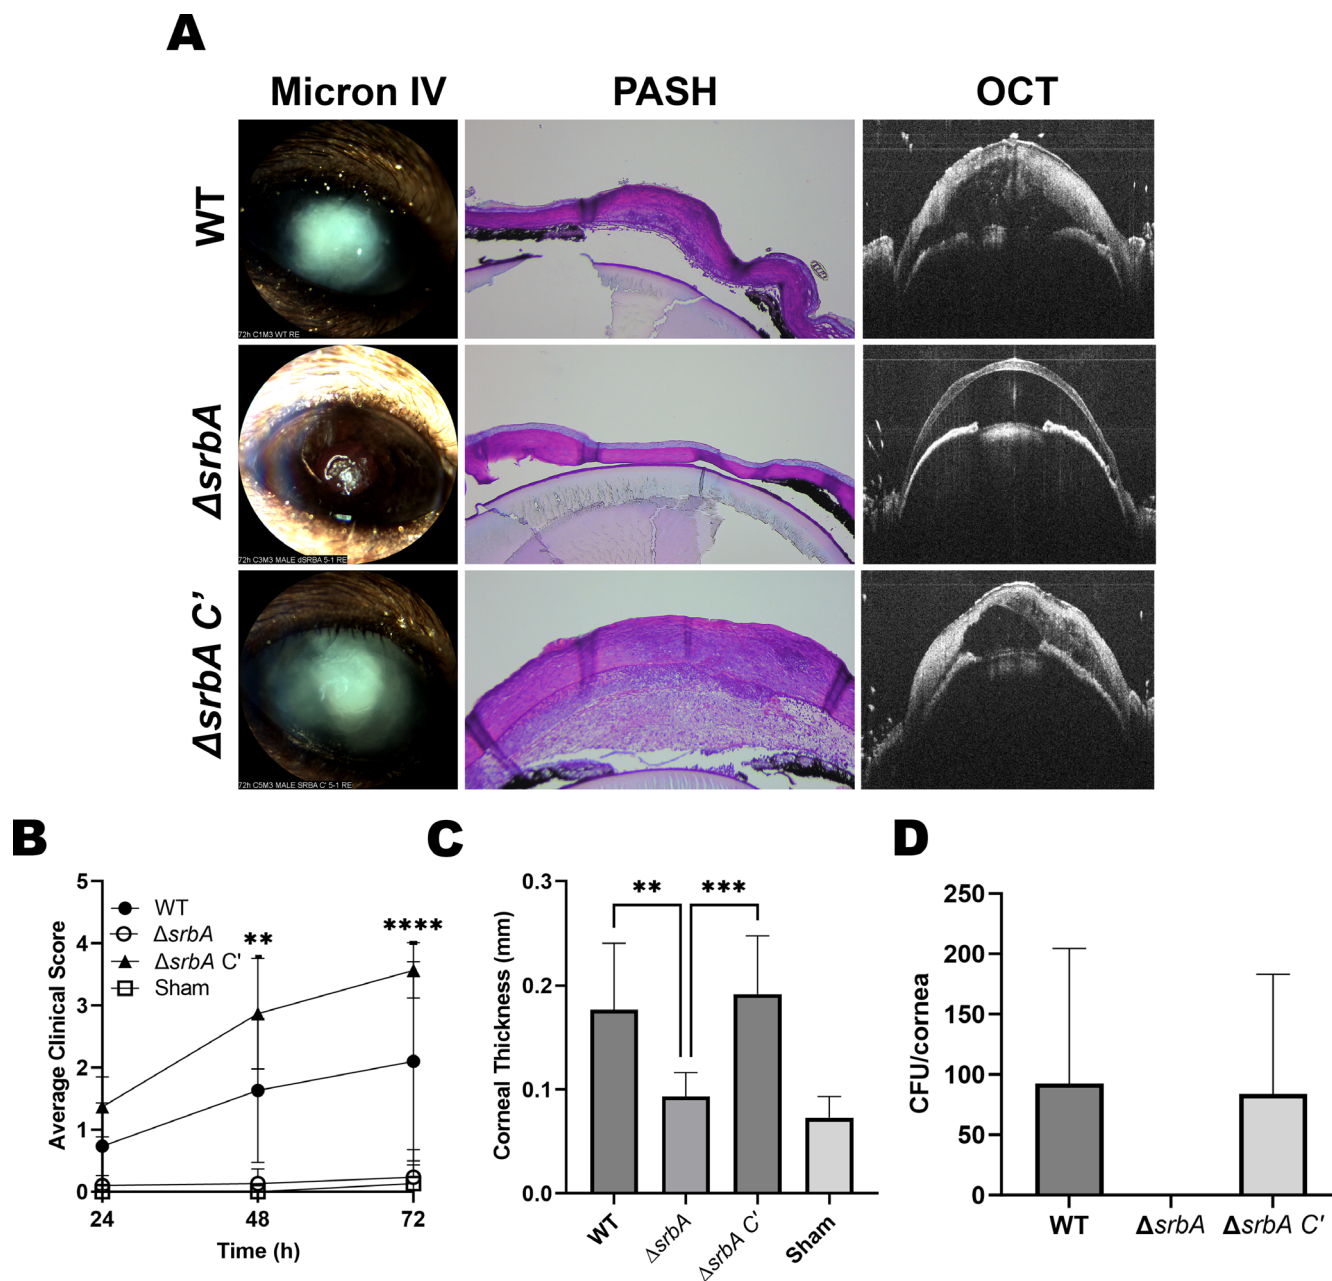 A
Micron IV PASH OCT
WT
72h C1M3 WT RE
ΔsrbA
72h C3M3 MALE dSRBA 5-1 RE
ΔsrbA C'
72h C5M3 MALE SRBA C' 5-1 RE
B
Average Clinical Score
5
4
3
2
1
0
WT
ΔsrbA
ΔsrbA C'
Sham
**
****
24 48 72
Time (h)
C
Corneal Thickness (mm)
0.3
0.2
0.1
0.0
** ***
WT ΔsrbA ΔsrbA C' Sham
D
CFU/cornea
250
200
150
100
50
0
WT ΔsrbA ΔsrbA C'